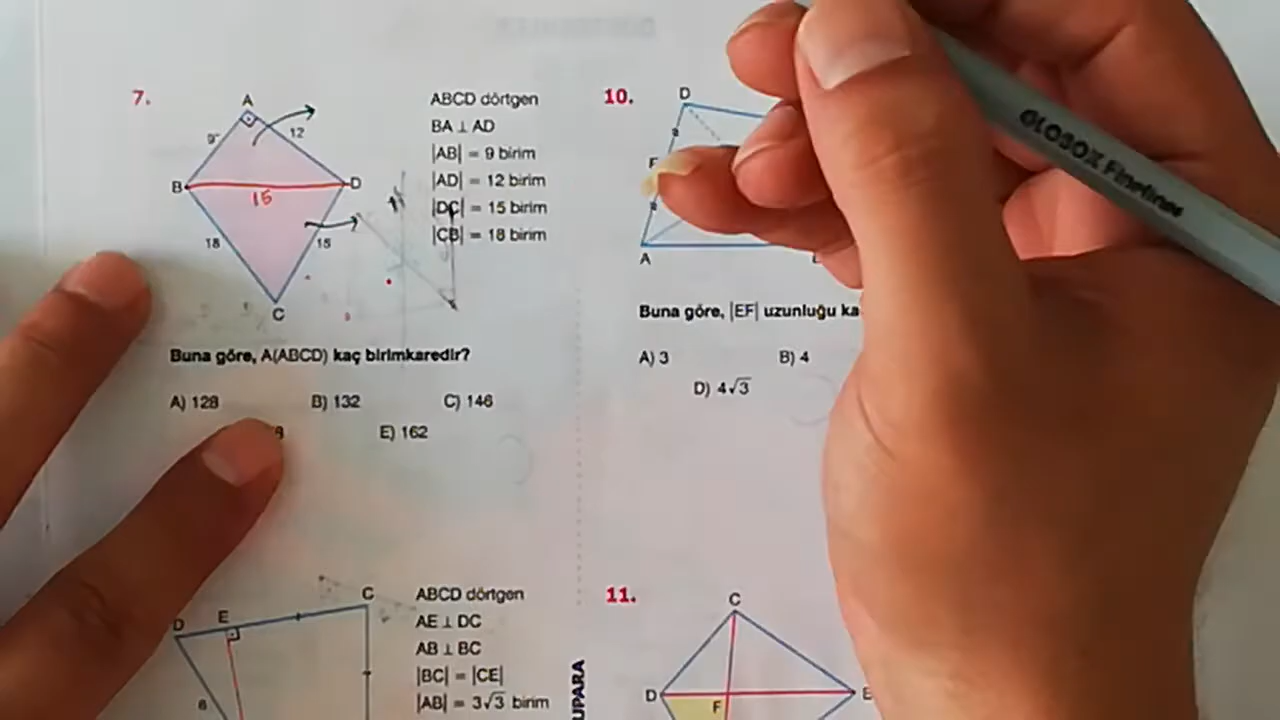 7.
A
9
12
B
D
15
18
15
C
ABCD dörtgen
BA ⊥ AD
|AB| = 9 birim
|AD| = 12 birim
|DC| = 15 birim
|CB| = 18 birim
Buna göre, A(ABCD) kaç birimkaredir?
A) 128
B) 132
C) 146
E) 162
D
E
C
6
ABCD dörtgen
AE ⊥ DC
AB ⊥ BC
|BC| = |CE|
|AB| = 3√3 birim
UPARA
10.
D
A
Buna göre, |EF| uzunluğu
A) 3
B) 4
D) 4√3
11.
C
D
F
GLOBOX Fineliner